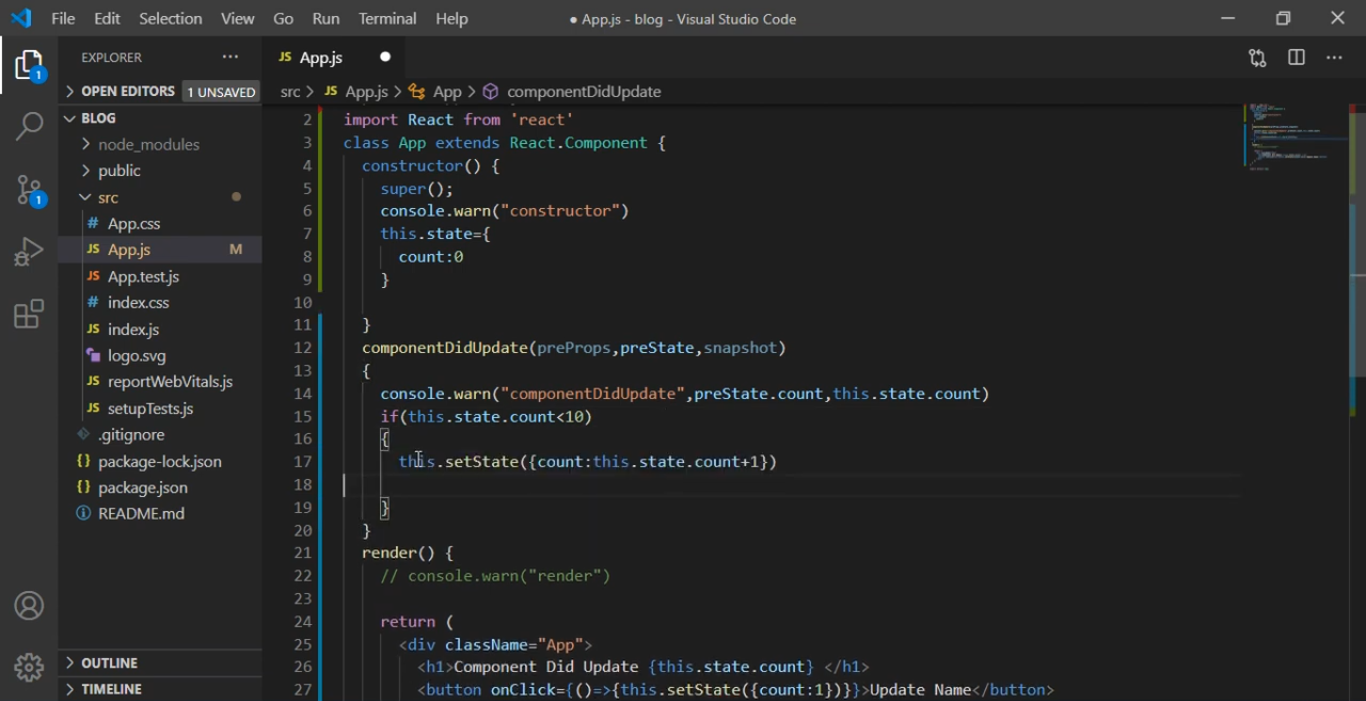 File Edit Selection View Go Run Terminal Help
● App.js - blog - Visual Studio Code
EXPLORER
JS App.js
OPEN EDITORS 1 UNSAVED
src > JS App.js > App > componentDidUpdate
BLOG
node_modules
public
src
# App.css
JS App.js M
JS App.test.js
# index.css
JS index.js
logo.svg
JS reportWebVitals.js
JS setupTests.js
.gitignore
{} package-lock.json
{} package.json
README.md
OUTLINE
TIMELINE
1
1
2 import React from 'react'
3 class App extends React.Component {
4 constructor() {
5 super();
6 console.warn("constructor")
7 this.state={
8 count:0
9 }
10
11 }
12 componentDidUpdate(preProps,preState,snapshot)
13 {
14 console.warn("componentDidUpdate",preState.count,this.state.count)
15 if(this.state.count<10)
16 {
17 this.setState({count:this.state.count+1})
18
19 }
20 }
21 render() {
22 // console.warn("render")
23
24 return (
25 <div className="App">
26 <h1>Component Did Update {this.state.count} </h1>
27 <button onClick={()=>{this.setState({count:1})}}>Update Name</button>